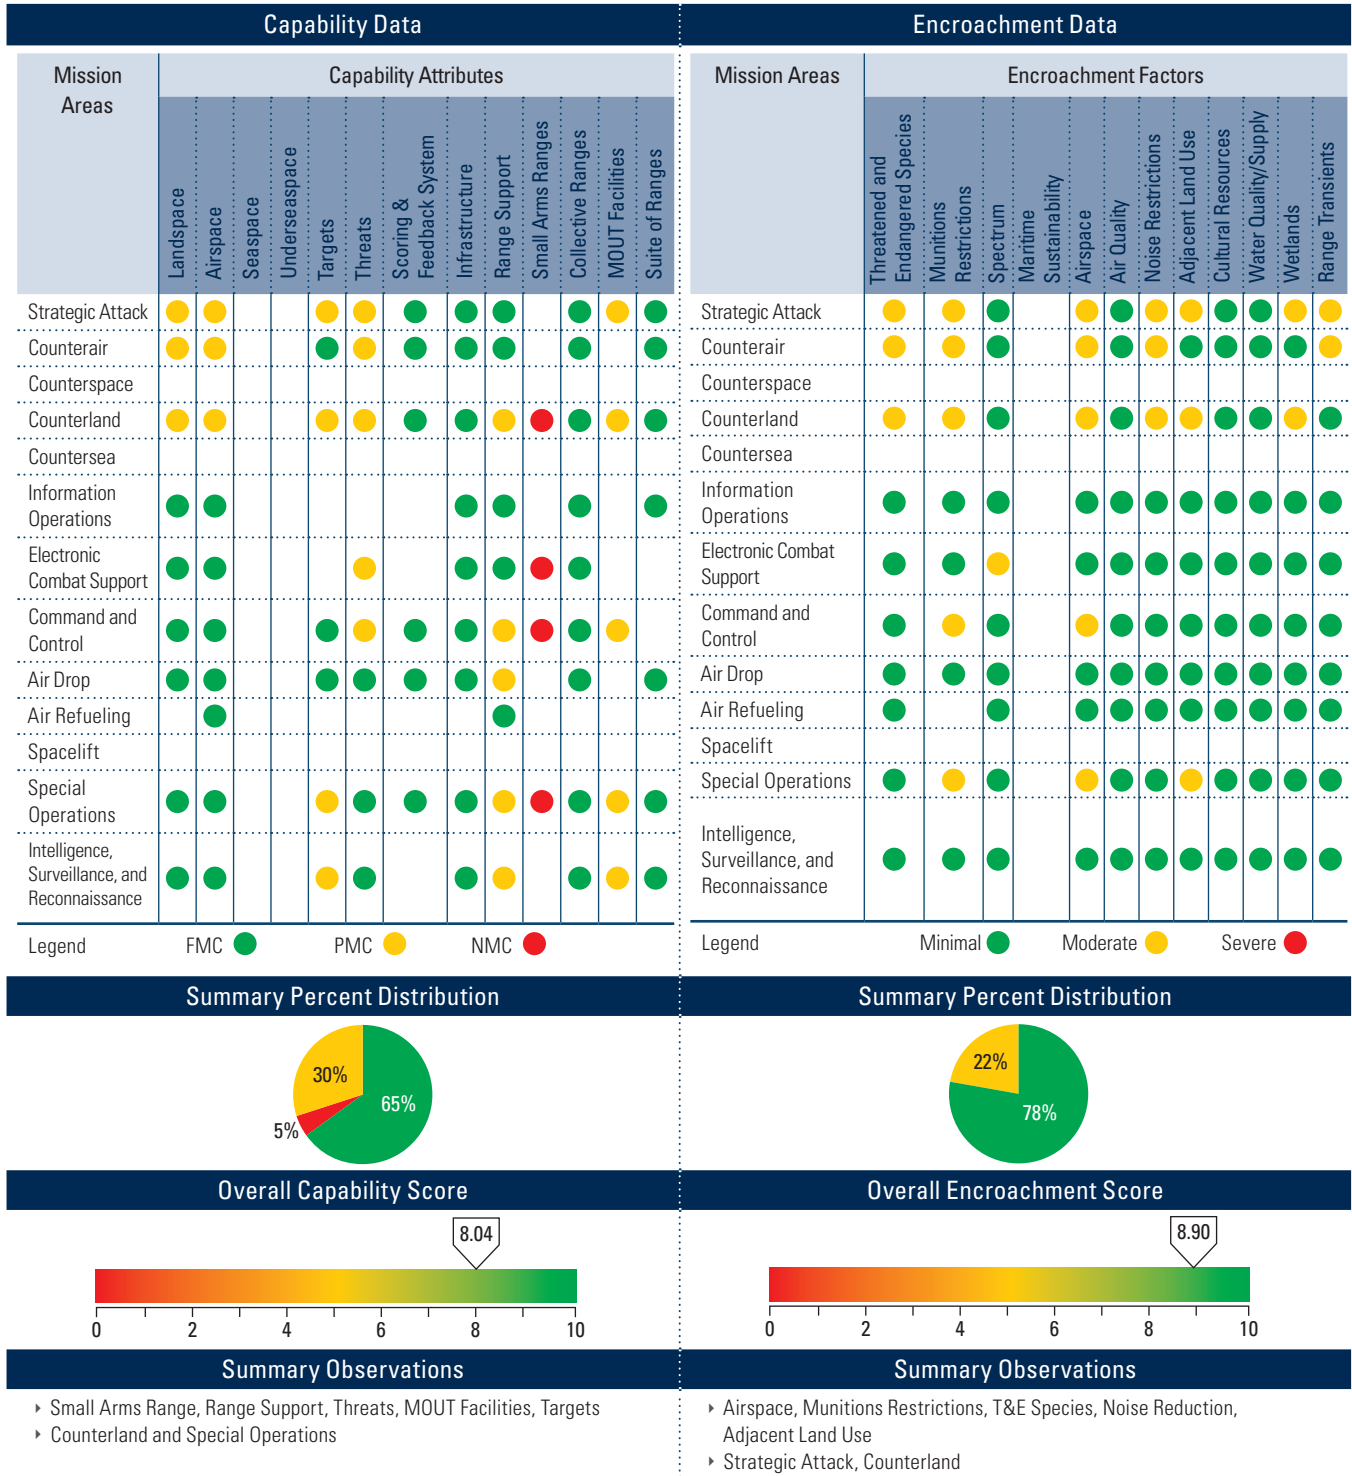 Capability Data
Mission
Areas
Capability Attributes
Landspace
Airspace
Seaspace
Underseaspace
Targets
Threats
Scoring &
Feedback System
Infrastructure
Range Support
Small Arms Ranges
Collective Ranges
MOUT Facilities
Suite of Ranges
Strategic Attack
Counterair
Counterspace
Counterland
Countersea
Information
Operations
Electronic
Combat Support
Command and
Control
Air Drop
Air Refueling
Spacelift
Special
Operations
Intelligence,
Surveillance, and
Reconnaissance
Legend
FMC
PMC
NMC
Summary Percent Distribution
30%
65%
5%
Overall Capability Score
8.04
0
2
4
6
8
10
Summary Observations
‣ Small Arms Range, Range Support, Threats, MOUT Facilities, Targets
‣ Counterland and Special Operations
Encroachment Data
Mission Areas
Encroachment Factors
Threatened and
Endangered Species
Munitions
Restrictions
Spectrum
Maritime
Sustainability
Airspace
Air Quality
Noise Restrictions
Adjacent Land Use
Cultural Resources
Water Quality/Supply
Wetlands
Range Transients
Strategic Attack
Counterair
Counterspace
Counterland
Countersea
Information
Operations
Electronic Combat
Support
Command and
Control
Air Drop
Air Refueling
Spacelift
Special Operations
Intelligence,
Surveillance, and
Reconnaissance
Legend
Minimal
Moderate
Severe
Summary Percent Distribution
22%
78%
Overall Encroachment Score
8.90
0
2
4
6
8
10
Summary Observations
‣ Airspace, Munitions Restrictions, T&E Species, Noise Reduction,
Adjacent Land Use
‣ Strategic Attack, Counterland